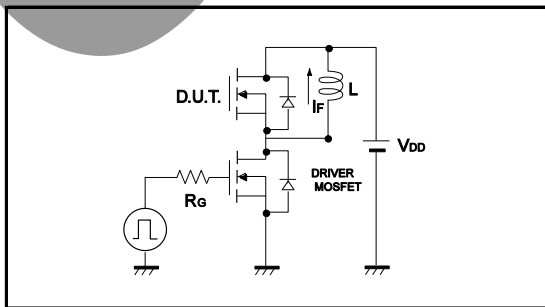 D.U.T.
IF
L
VDD
RG
DRIVER
MOSFET